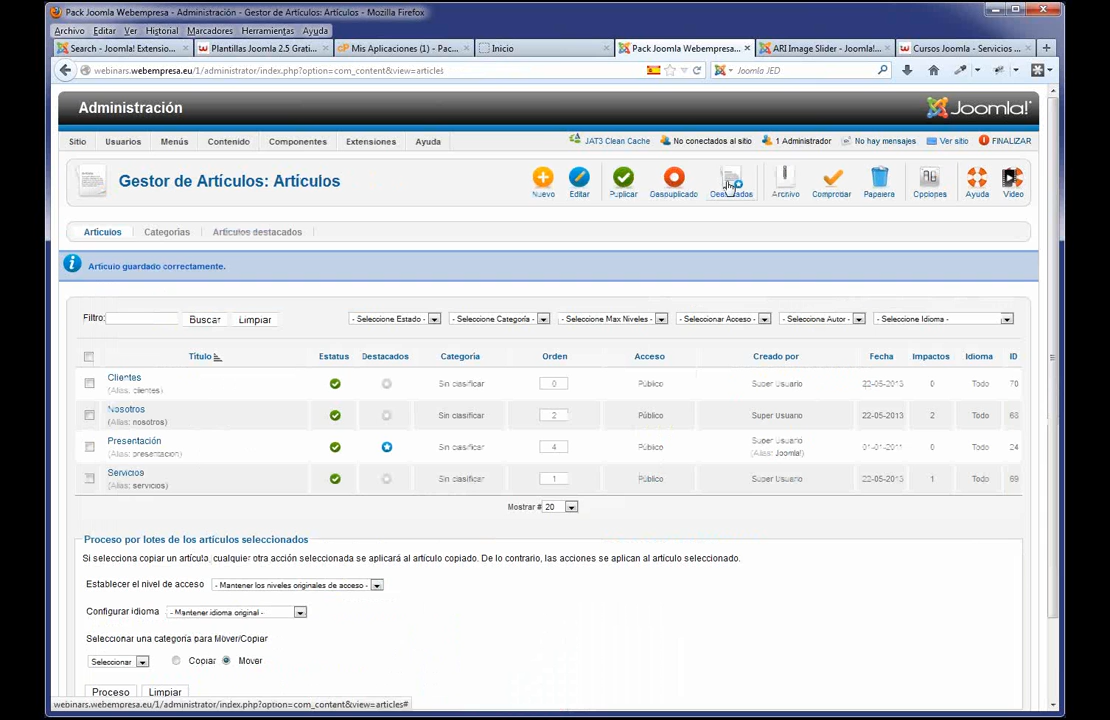 Pack Joomla Webempresa - Administración - Gestor de Artículos: Artículos - Mozilla Firefox
Archivo Editar Ver Historial Marcadores Herramientas Ayuda
Search - Joomla! Extensio... Plantillas Joomla 2.5 Grati... Mis Aplicaciones (1) - Pac... Inicio Pack Joomla Webempresa... ARI Image Slider - Joomla!... Cursos Joomla - Servicios ...
webinars.webempresa.eu/1/administrator/index.php?option=com_content&view=articles Joomla JED
Administración Joomla!
Sitio Usuarios Menús Contenido Componentes Extensiones Ayuda JAT3 Clean Cache No conectados al sitio 1 Administrador No hay mensajes Ver sitio FINALIZAR
Gestor de Artículos: Artículos
Nuevo Editar Publicar Despublicado Destacados Archivo Comprobar Papelera Opciones Ayuda Video
Artículos Categorías Artículos destacados
Artículo guardado correctamente.
Filtro: Buscar Limpiar - Seleccione Estado - - Seleccione Categoría - - Seleccione Max Niveles - - Seleccionar Acceso - - Seleccione Autor - - Seleccione Idioma -
Título Estatus Destacados Categoría Orden Acceso Creado por Fecha Impactos Idioma ID
Clientes
(Alias: clientes) Sin clasificar 0 Público Super Usuario 22-05-2013 0 Todo 70
Nosotros
(Alias: nosotros) Sin clasificar 2 Público Super Usuario 22-05-2013 2 Todo 68
Presentación
(Alias: presentacion) Sin clasificar 4 Público Super Usuario
(Alias: Joomla!) 01-01-2011 0 Todo 24
Servicios
(Alias: servicios) Sin clasificar 1 Público Super Usuario 22-05-2013 1 Todo 69
Mostrar # 20
Proceso por lotes de los artículos seleccionados
Si selecciona copiar un artículo, cualquier otra acción seleccionada se aplicará al artículo copiado. De lo contrario, las acciones se aplican al artículo seleccionado.
Establecer el nivel de acceso - Mantener los niveles originales de acceso -
Configurar idioma - Mantener idioma original -
Seleccionar una categoría para Mover/Copiar
Seleccionar Copiar Mover
Proceso Limpiar
webinars.webempresa.eu/1/administrator/index.php?option=com_content&view=articles#